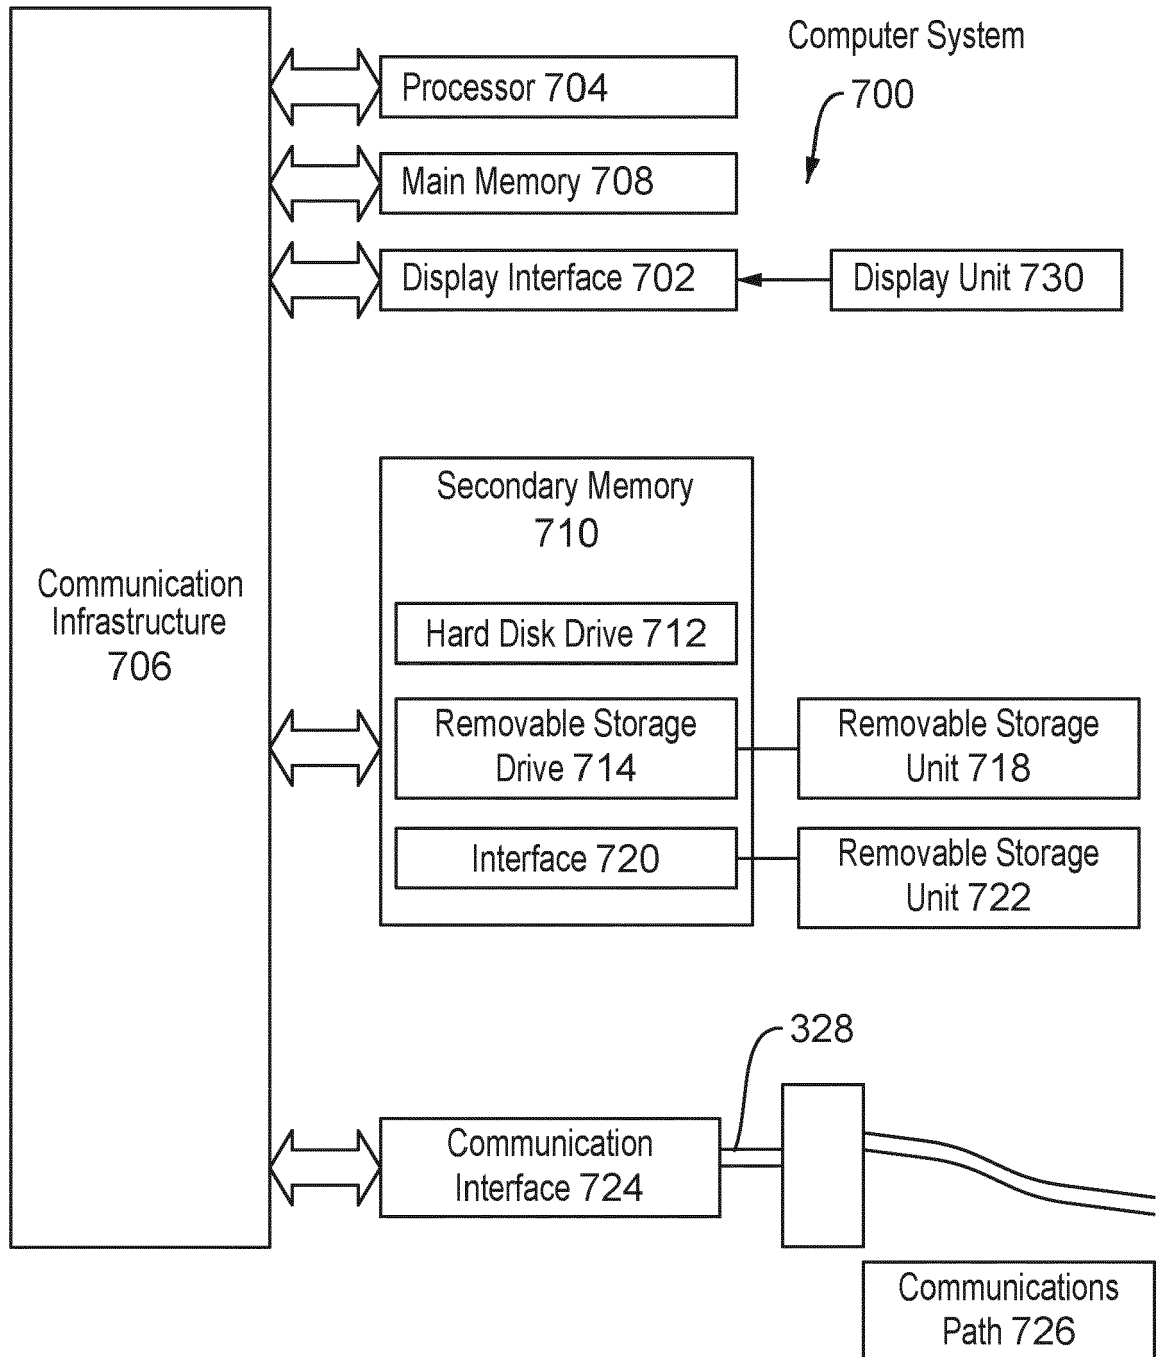 Computer System
700
Processor 704
Main Memory 708
Display Interface 702
Display Unit 730
Secondary Memory
710
Communication
Infrastructure
706
Hard Disk Drive 712
Removable Storage
Drive 714
Removable Storage
Unit 718
Interface 720
Removable Storage
Unit 722
328
Communication
Interface 724
Communications
Path 726